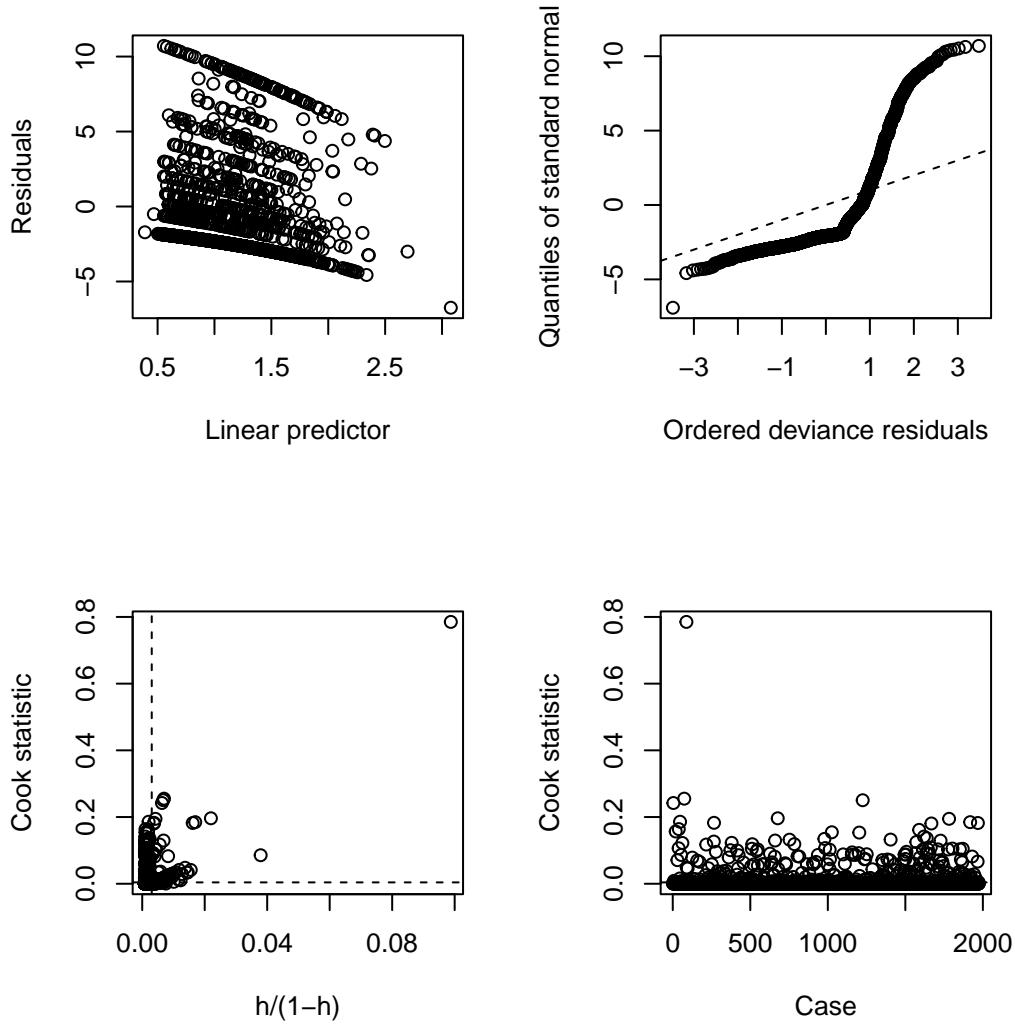 Residuals
10
5
0
−5
0.5 1.5 2.5
Linear predictor
Quantiles of standard normal
10
5
0
−5
−3 −1 1 2 3
Ordered deviance residuals
Cook statistic
0.8
0.6
0.4
0.2
0.0
0.00 0.04 0.08
h/(1−h)
Cook statistic
0.8
0.6
0.4
0.2
0.0
0 500 1000 2000
Case